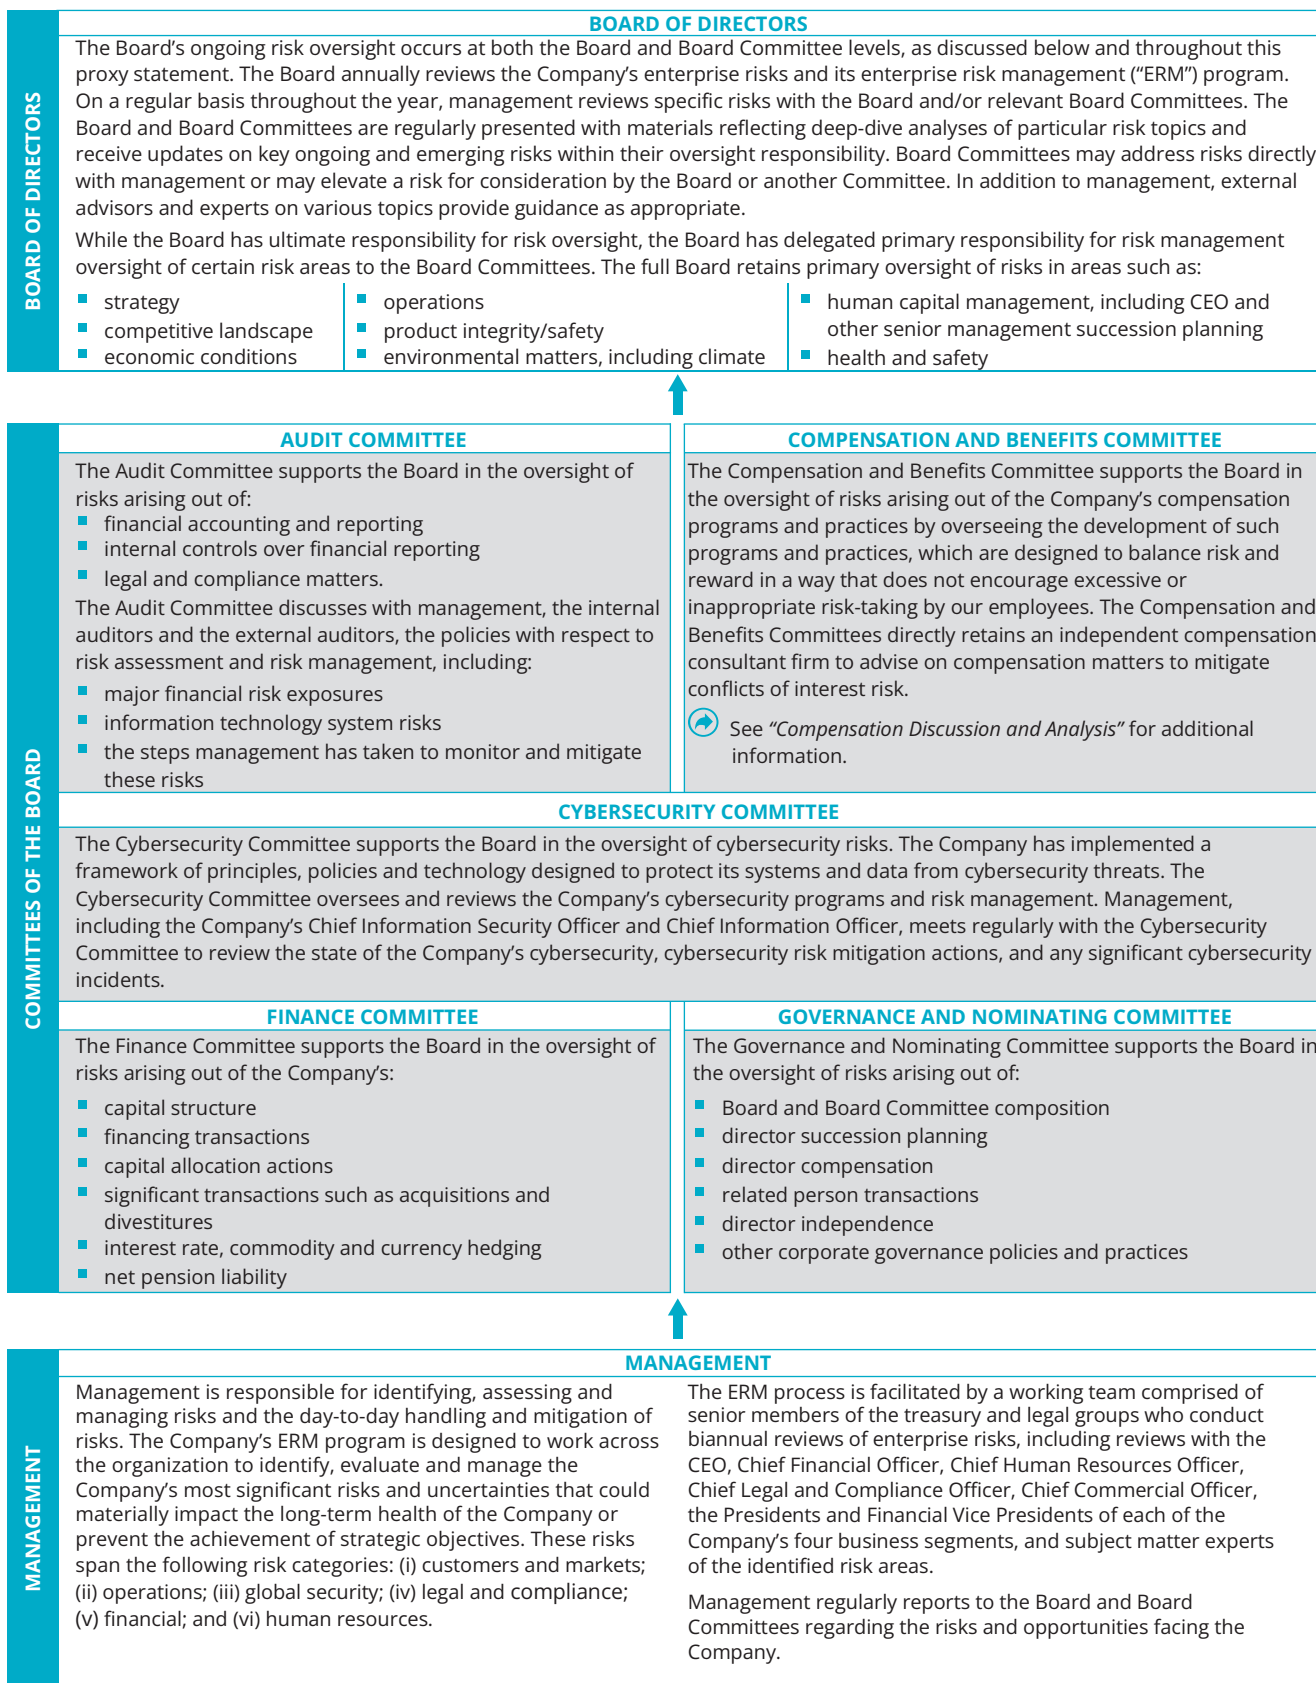 BOARD OF DIRECTORS
BOARD OF DIRECTORS
The Board’s ongoing risk oversight occurs at both the Board and Board Committee levels, as discussed below and throughout this
proxy statement. The Board annually reviews the Company’s enterprise risks and its enterprise risk management (“ERM”) program.
On a regular basis throughout the year, management reviews specific risks with the Board and/or relevant Board Committees. The
Board and Board Committees are regularly presented with materials reflecting deep-dive analyses of particular risk topics and
receive updates on key ongoing and emerging risks within their oversight responsibility. Board Committees may address risks directly
with management or may elevate a risk for consideration by the Board or another Committee. In addition to management, external
advisors and experts on various topics provide guidance as appropriate.
While the Board has ultimate responsibility for risk oversight, the Board has delegated primary responsibility for risk management
oversight of certain risk areas to the Board Committees. The full Board retains primary oversight of risks in areas such as:
strategy
competitive landscape
economic conditions
operations
product integrity/safety
environmental matters, including climate
human capital management, including CEO and
other senior management succession planning
health and safety
COMMITTEES OF THE BOARD
AUDIT COMMITTEE
The Audit Committee supports the Board in the oversight of
risks arising out of:
financial accounting and reporting
internal controls over financial reporting
legal and compliance matters.
The Audit Committee discusses with management, the internal
auditors and the external auditors, the policies with respect to
risk assessment and risk management, including:
major financial risk exposures
information technology system risks
the steps management has taken to monitor and mitigate
these risks
COMPENSATION AND BENEFITS COMMITTEE
The Compensation and Benefits Committee supports the Board in
the oversight of risks arising out of the Company’s compensation
programs and practices by overseeing the development of such
programs and practices, which are designed to balance risk and
reward in a way that does not encourage excessive or
inappropriate risk-taking by our employees. The Compensation and
Benefits Committees directly retains an independent compensation
consultant firm to advise on compensation matters to mitigate
conflicts of interest risk.
See “Compensation Discussion and Analysis” for additional
information.
CYBERSECURITY COMMITTEE
The Cybersecurity Committee supports the Board in the oversight of cybersecurity risks. The Company has implemented a
framework of principles, policies and technology designed to protect its systems and data from cybersecurity threats. The
Cybersecurity Committee oversees and reviews the Company’s cybersecurity programs and risk management. Management,
including the Company’s Chief Information Security Officer and Chief Information Officer, meets regularly with the Cybersecurity
Committee to review the state of the Company’s cybersecurity, cybersecurity risk mitigation actions, and any significant cybersecurity
incidents.
FINANCE COMMITTEE
The Finance Committee supports the Board in the oversight of
risks arising out of the Company’s:
capital structure
financing transactions
capital allocation actions
significant transactions such as acquisitions and
divestitures
interest rate, commodity and currency hedging
net pension liability
GOVERNANCE AND NOMINATING COMMITTEE
The Governance and Nominating Committee supports the Board in
the oversight of risks arising out of:
Board and Board Committee composition
director succession planning
director compensation
related person transactions
director independence
other corporate governance policies and practices
MANAGEMENT
MANAGEMENT
Management is responsible for identifying, assessing and
managing risks and the day-to-day handling and mitigation of
risks. The Company’s ERM program is designed to work across
the organization to identify, evaluate and manage the
Company’s most significant risks and uncertainties that could
materially impact the long-term health of the Company or
prevent the achievement of strategic objectives. These risks
span the following risk categories: (i) customers and markets;
(ii) operations; (iii) global security; (iv) legal and compliance;
(v) financial; and (vi) human resources.
The ERM process is facilitated by a working team comprised of
senior members of the treasury and legal groups who conduct
biannual reviews of enterprise risks, including reviews with the
CEO, Chief Financial Officer, Chief Human Resources Officer,
Chief Legal and Compliance Officer, Chief Commercial Officer,
the Presidents and Financial Vice Presidents of each of the
Company’s four business segments, and subject matter experts
of the identified risk areas.
Management regularly reports to the Board and Board
Committees regarding the risks and opportunities facing the
Company.